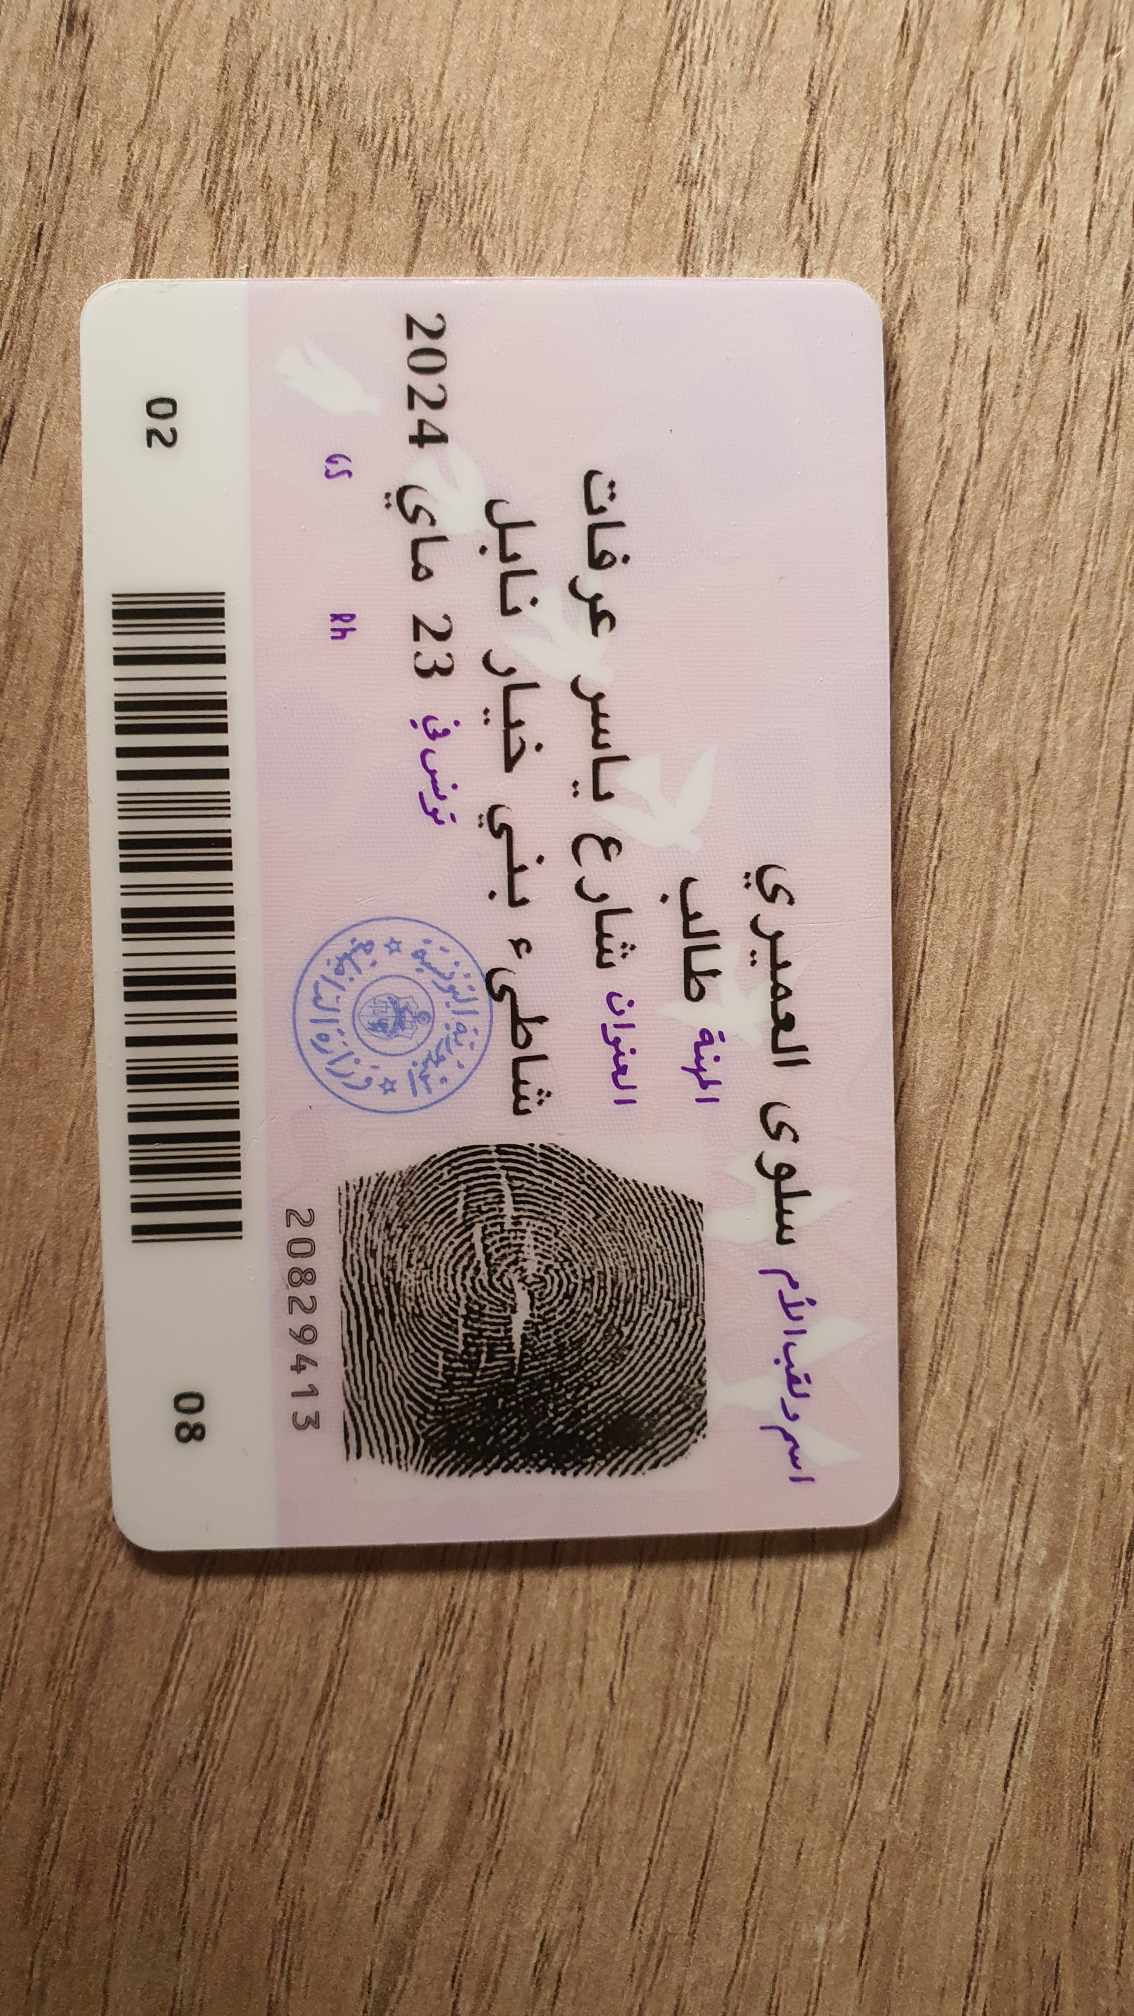 اسم ولقب الأم سلوى العميري
المهنة طالب
العنوان شارع ياسر عرفات
شاطىء بني خيار نابل
تونس في 23 ماي 2024
GS Rh
الجمهورية التونسية
وزارة الداخلية
20829413
02 08